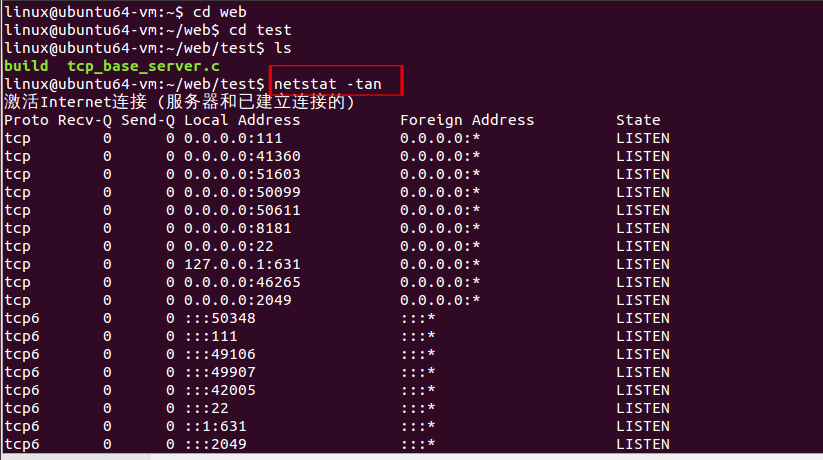 linux@ubuntu64-vm:~$ cd web
linux@ubuntu64-vm:~/web$ cd test
linux@ubuntu64-vm:~/web/test$ ls
build  tcp_base_server.c
linux@ubuntu64-vm:~/web/test$ netstat -tan
激活Internet连接 (服务器和已建立连接的)
Proto Recv-Q Send-Q Local Address           Foreign Address         State
tcp        0      0 0.0.0.0:111             0.0.0.0:*               LISTEN
tcp        0      0 0.0.0.0:41360           0.0.0.0:*               LISTEN
tcp        0      0 0.0.0.0:51603           0.0.0.0:*               LISTEN
tcp        0      0 0.0.0.0:50099           0.0.0.0:*               LISTEN
tcp        0      0 0.0.0.0:50611           0.0.0.0:*               LISTEN
tcp        0      0 0.0.0.0:8181            0.0.0.0:*               LISTEN
tcp        0      0 0.0.0.0:22              0.0.0.0:*               LISTEN
tcp        0      0 127.0.0.1:631           0.0.0.0:*               LISTEN
tcp        0      0 0.0.0.0:46265           0.0.0.0:*               LISTEN
tcp        0      0 0.0.0.0:2049            0.0.0.0:*               LISTEN
tcp6       0      0 :::50348                :::*                    LISTEN
tcp6       0      0 :::111                  :::*                    LISTEN
tcp6       0      0 :::49106                :::*                    LISTEN
tcp6       0      0 :::49907                :::*                    LISTEN
tcp6       0      0 :::42005                :::*                    LISTEN
tcp6       0      0 :::22                   :::*                    LISTEN
tcp6       0      0 ::1:631                 :::*                    LISTEN
tcp6       0      0 :::2049                 :::*                    LISTEN